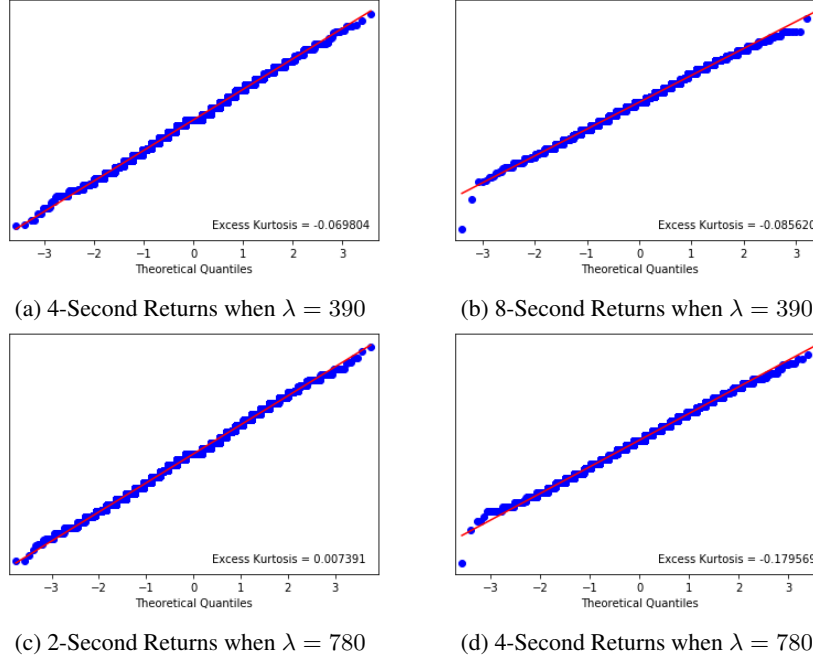 Excess Kurtosis = -0.069804
−3 −2 −1 0 1 2 3
Theoretical Quantiles
(a) 4-Second Returns when λ = 390
Excess Kurtosis = -0.085620
−3 −2 −1 0 1 2 3
Theoretical Quantiles
(b) 8-Second Returns when λ = 390
Excess Kurtosis = 0.007391
−3 −2 −1 0 1 2 3
Theoretical Quantiles
(c) 2-Second Returns when λ = 780
Excess Kurtosis = -0.179569
−3 −2 −1 0 1 2 3
Theoretical Quantiles
(d) 4-Second Returns when λ = 780